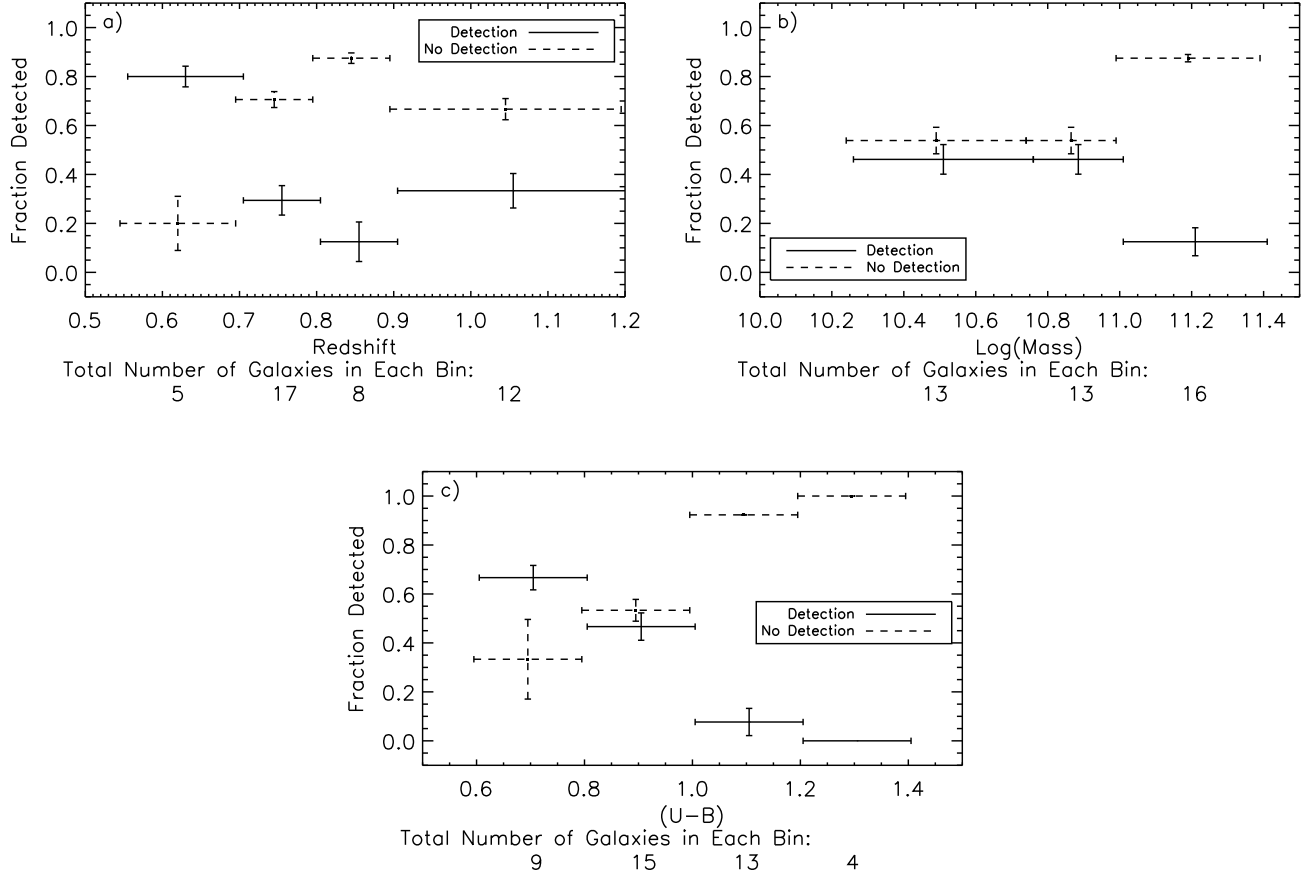 a)
Detection
No Detection
Fraction Detected
1.0
0.8
0.6
0.4
0.2
0.0
0.5 0.6 0.7 0.8 0.9 1.0 1.1 1.2
Redshift
Total Number of Galaxies in Each Bin:
5 17 8 12
b)
Fraction Detected
1.0
0.8
0.6
0.4
0.2
0.0
Detection
No Detection
10.0 10.2 10.4 10.6 10.8 11.0 11.2 11.4
Log(Mass)
Total Number of Galaxies in Each Bin:
13 13 16
c)
Fraction Detected
1.0
0.8
0.6
0.4
0.2
0.0
Detection
No Detection
0.6 0.8 1.0 1.2 1.4
(U−B)
Total Number of Galaxies in Each Bin:
9 15 13 4